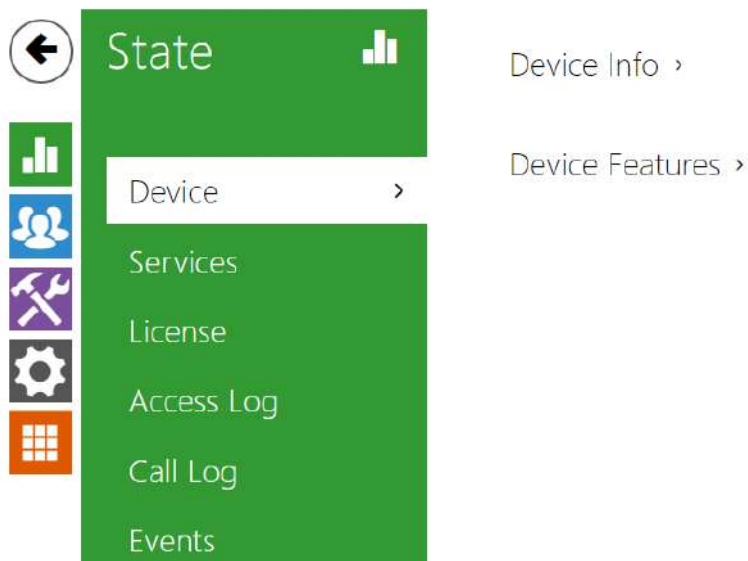 State
Device
Services
License
Access Log
Call Log
Events
Device Info
Device Features